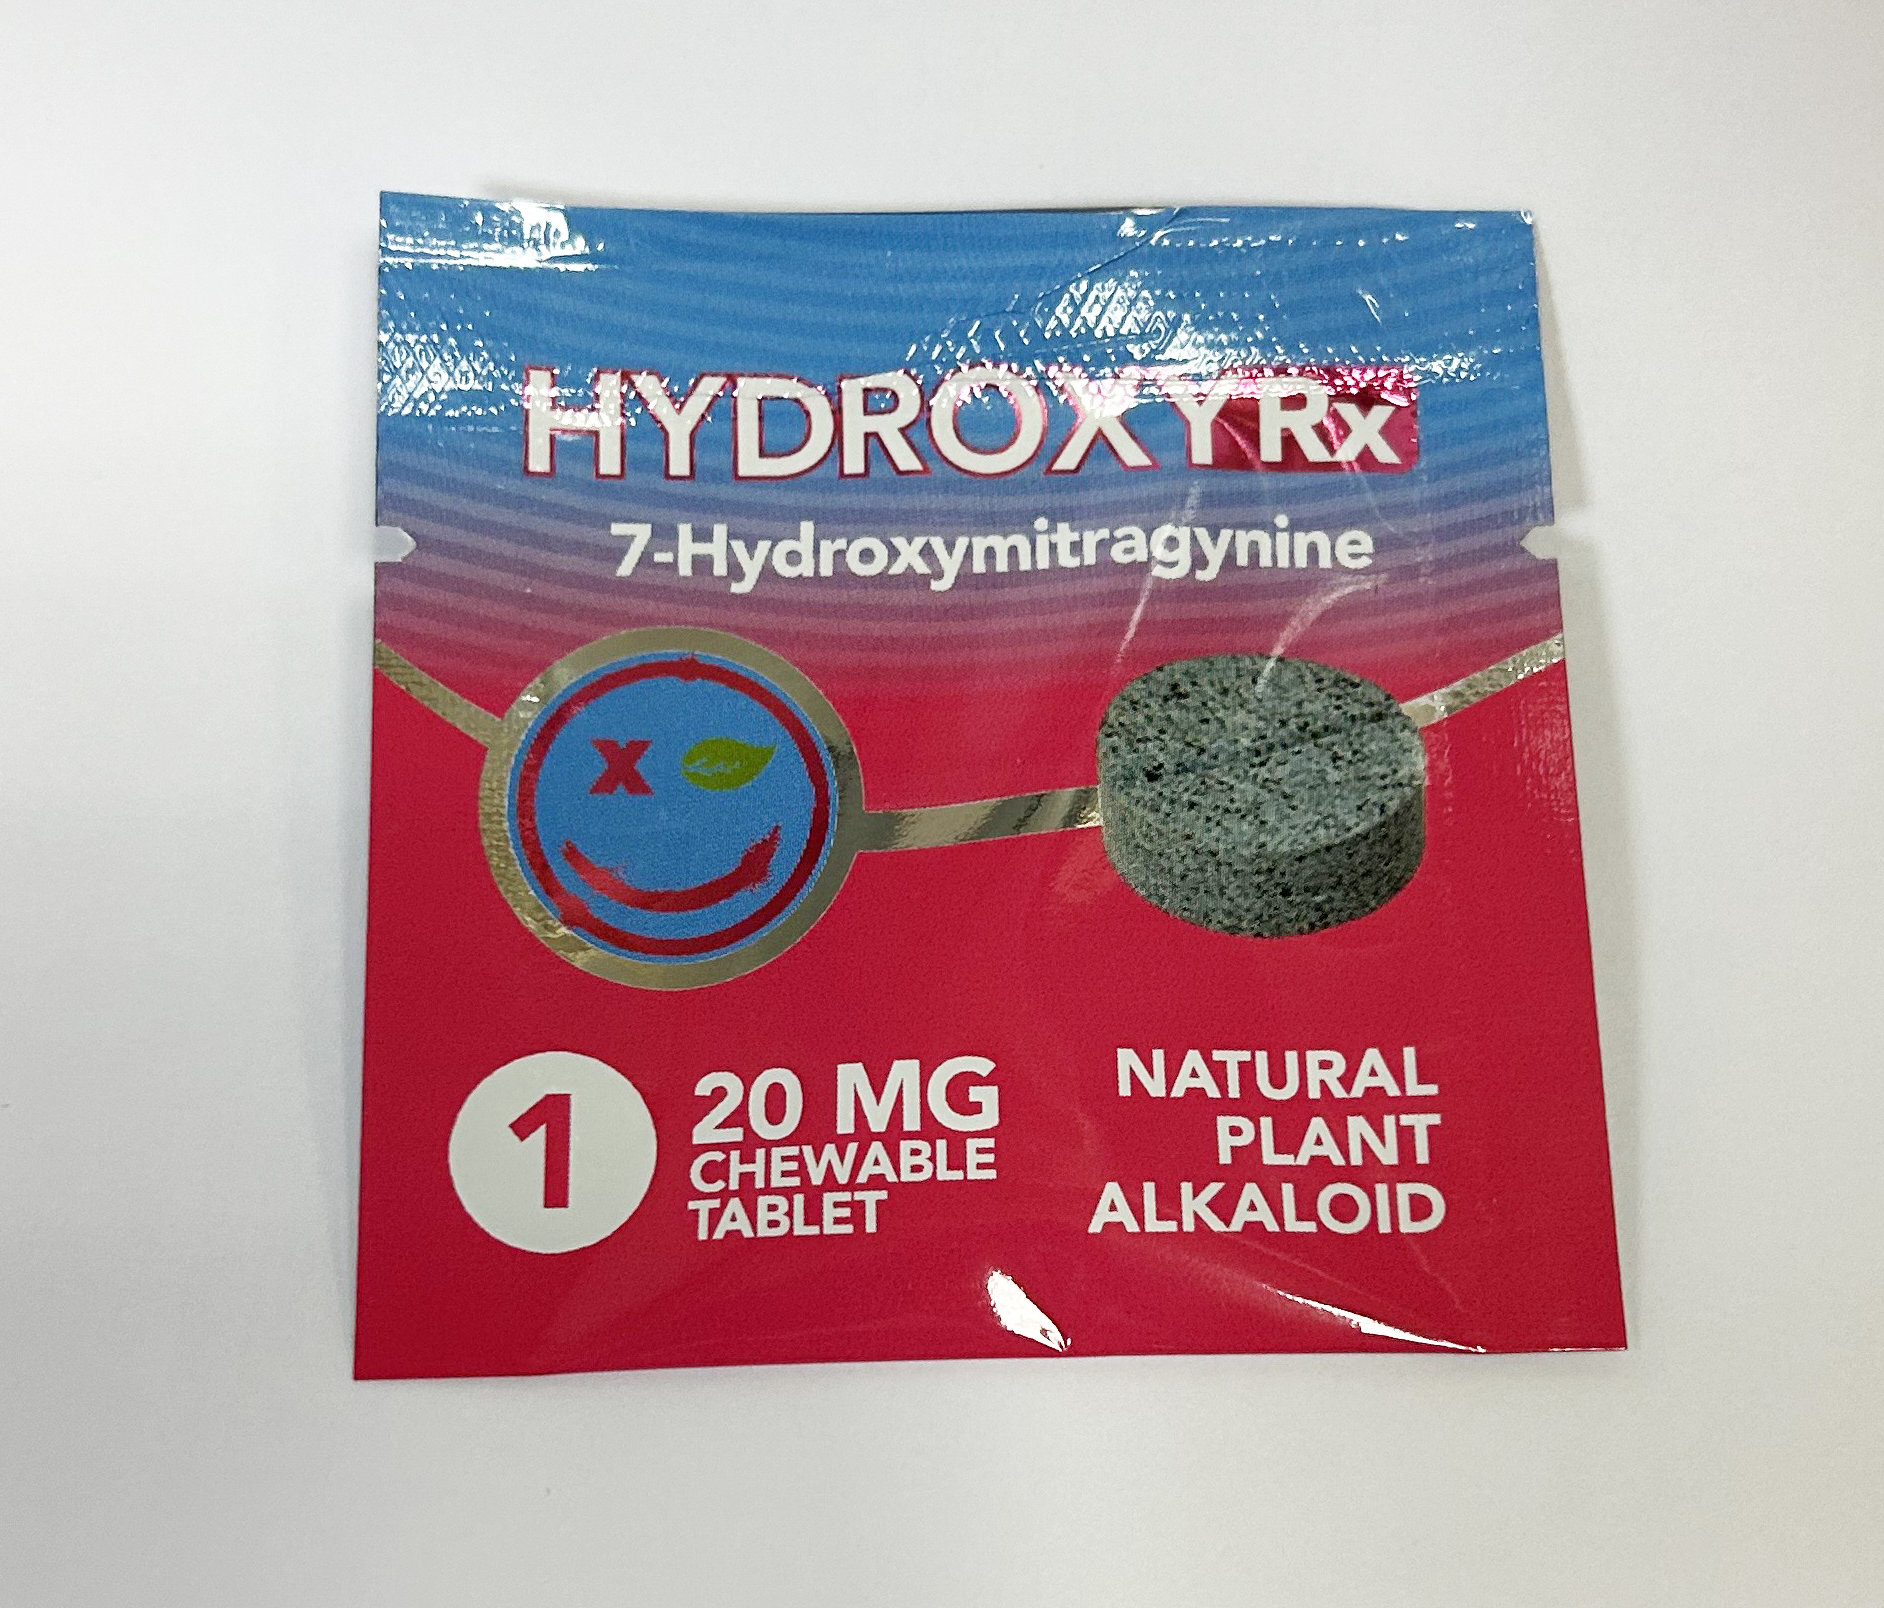 HYDROXYRx
7-Hydroxymitragynine
x
1
20 MG
CHEWABLE
TABLET
NATURAL
PLANT
ALKALOID